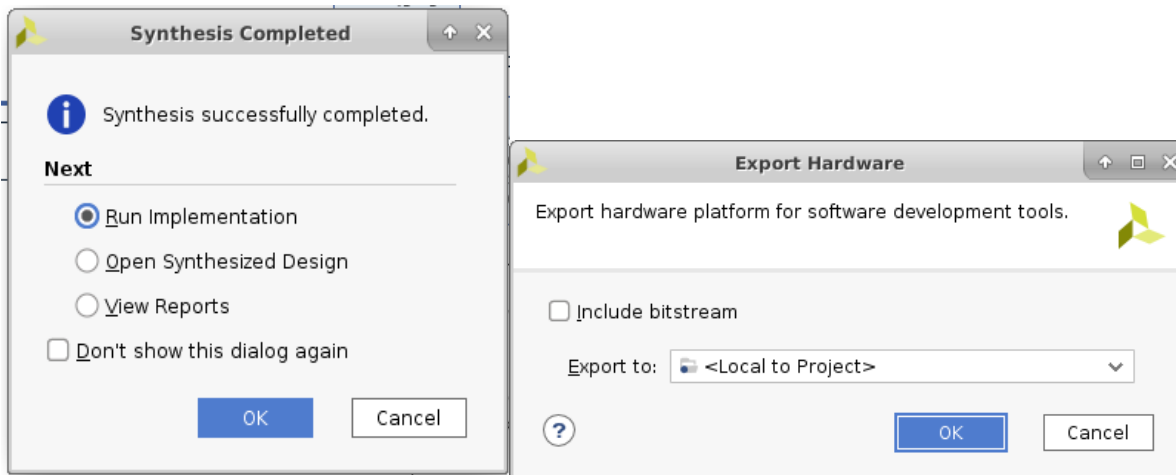 Synthesis Completed
Synthesis successfully completed.
Next
Run Implementation
Open Synthesized Design
View Reports
Don't show this dialog again
OK
Cancel
Export Hardware
Export hardware platform for software development tools.
Include bitstream
Export to:
<Local to Project>
?
OK
Cancel